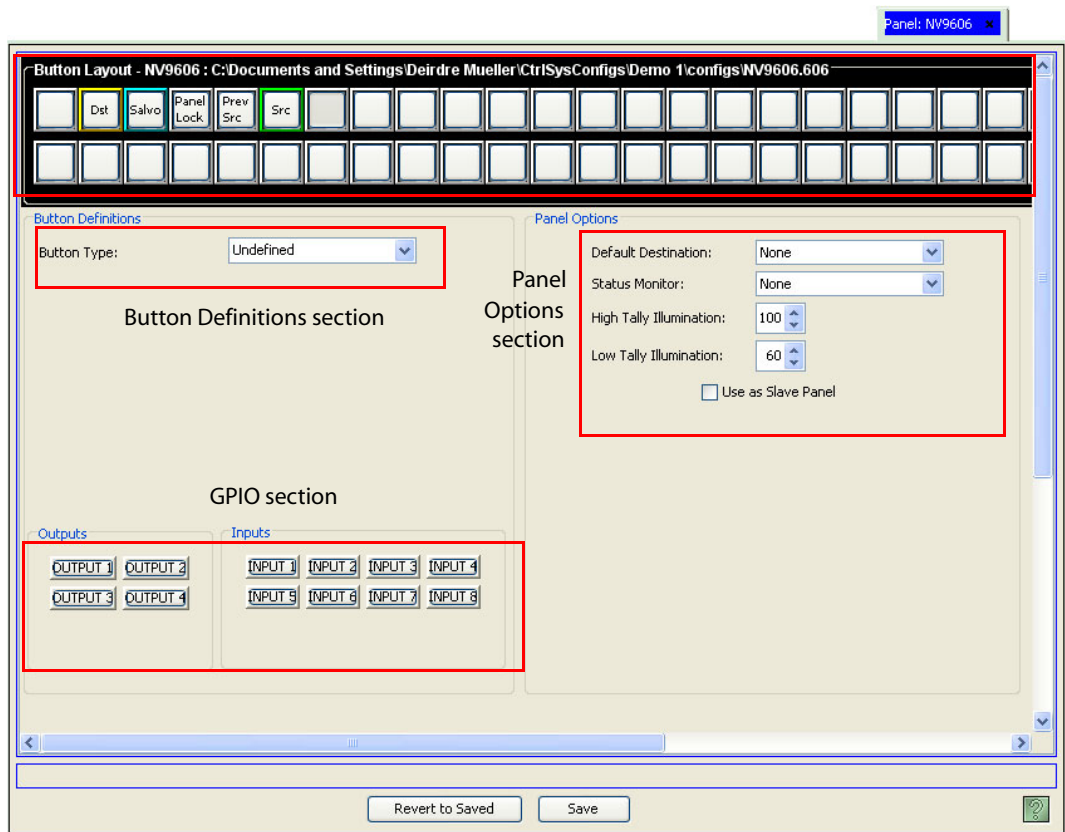 Panel: NV9606 ×
Button Layout - NV9606 : C:\Documents and Settings\Deirdre Mueller\CtrlSysConfigs\Demo 1\configs\NV9606.606
Dst
Salvo
Panel
Lock
Prev
Src
Src
Button Definitions
Button Type:
Undefined
Button Definitions section
Panel
Options
section
Panel Options
Default Destination:
None
Status Monitor:
None
High Tally Illumination:
100
Low Tally Illumination:
60
Use as Slave Panel
GPIO section
Outputs
OUTPUT 1 OUTPUT 2
OUTPUT 3 OUTPUT 4
Inputs
INPUT 1 INPUT 2 INPUT 3 INPUT 4
INPUT 5 INPUT 6 INPUT 7 INPUT 8
Revert to Saved
Save
?